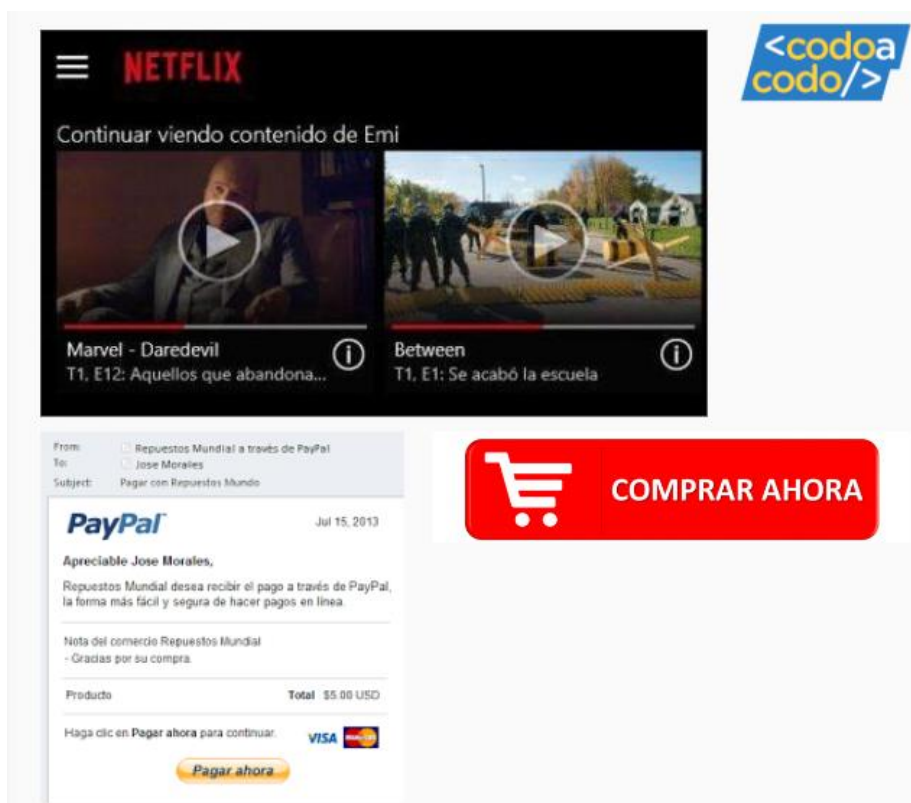 NETFLIX
<codoa
codo/>
Continuar viendo contenido de Emi
Marvel - Daredevil
T1, E12: Aquellos que abandona...
Between
T1, E1: Se acabó la escuela
From: Repuestos Mundial a través de PayPal
To: Jose Morales
Subject: Pagar con Repuestos Mundo
PayPal
Jul 15, 2013
Apreciable Jose Morales,
Repuestos Mundial desea recibir el pago a través de PayPal,
la forma más fácil y segura de hacer pagos en línea.
Nota del comercio Repuestos Mundial
- Gracias por su compra.
Producto Total $5.00 USD
Haga clic en Pagar ahora para continuar.
VISA
Pagar ahora
COMPRAR AHORA